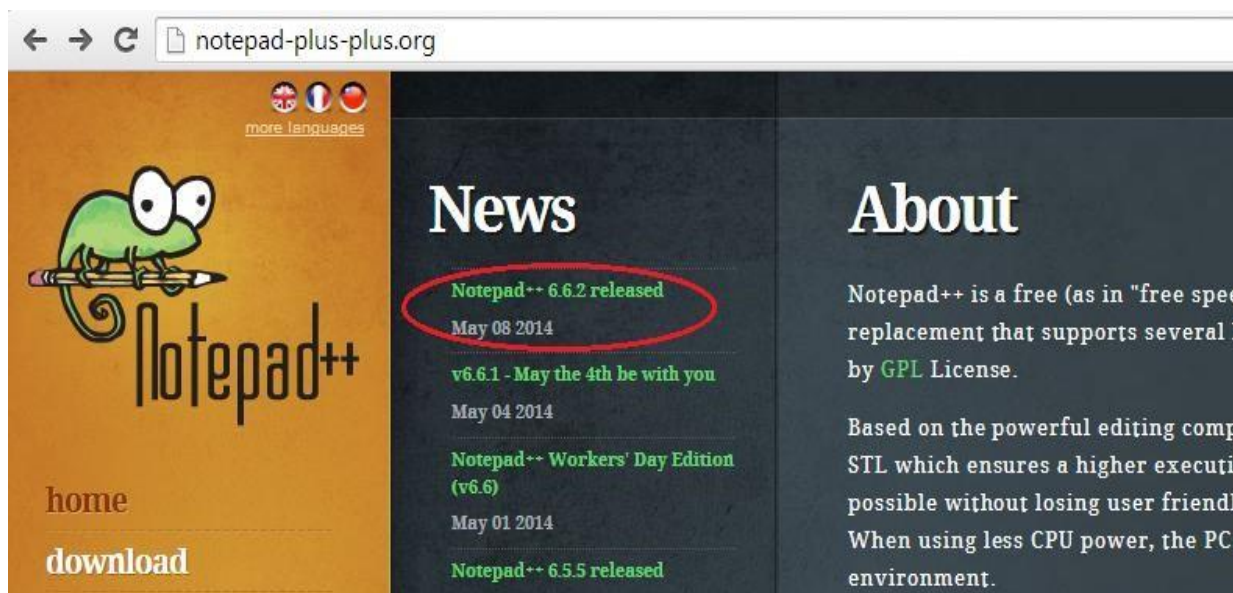 notepad-plus-plus.org
more languages
Notepad++
home
download
News
Notepad++ 6.6.2 released
May 08 2014
v6.6.1 - May the 4th be with you
May 04 2014
Notepad++ Workers' Day Edition
(v6.6)
May 01 2014
Notepad++ 6.5.5 released
About
Notepad++ is a free (as in "free spee
replacement that supports several
by GPL License.
Based on the powerful editing comp
STL which ensures a higher executi
possible without losing user friendl
When using less CPU power, the PC
environment.